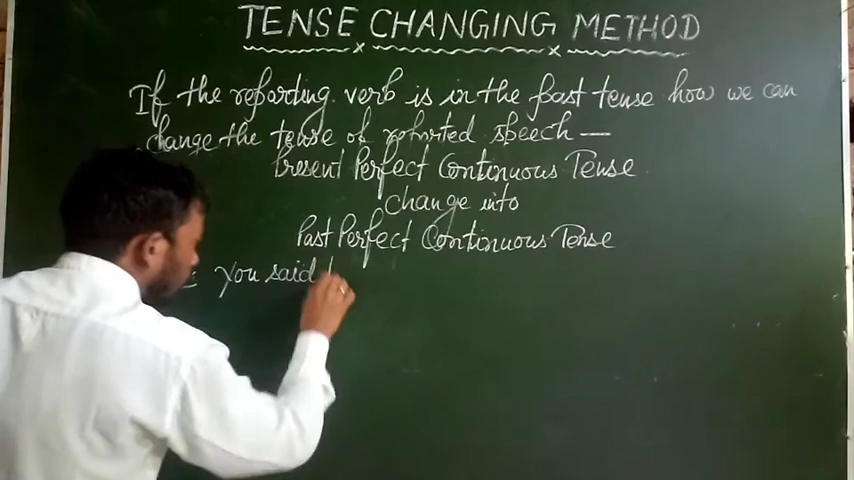 TENSE CHANGING METHOD
If the reporting verb is in the past tense how we can
change the tense of reported speech —
Present Perfect Continuous Tense
Change into
Past Perfect Continuous Tense
You said